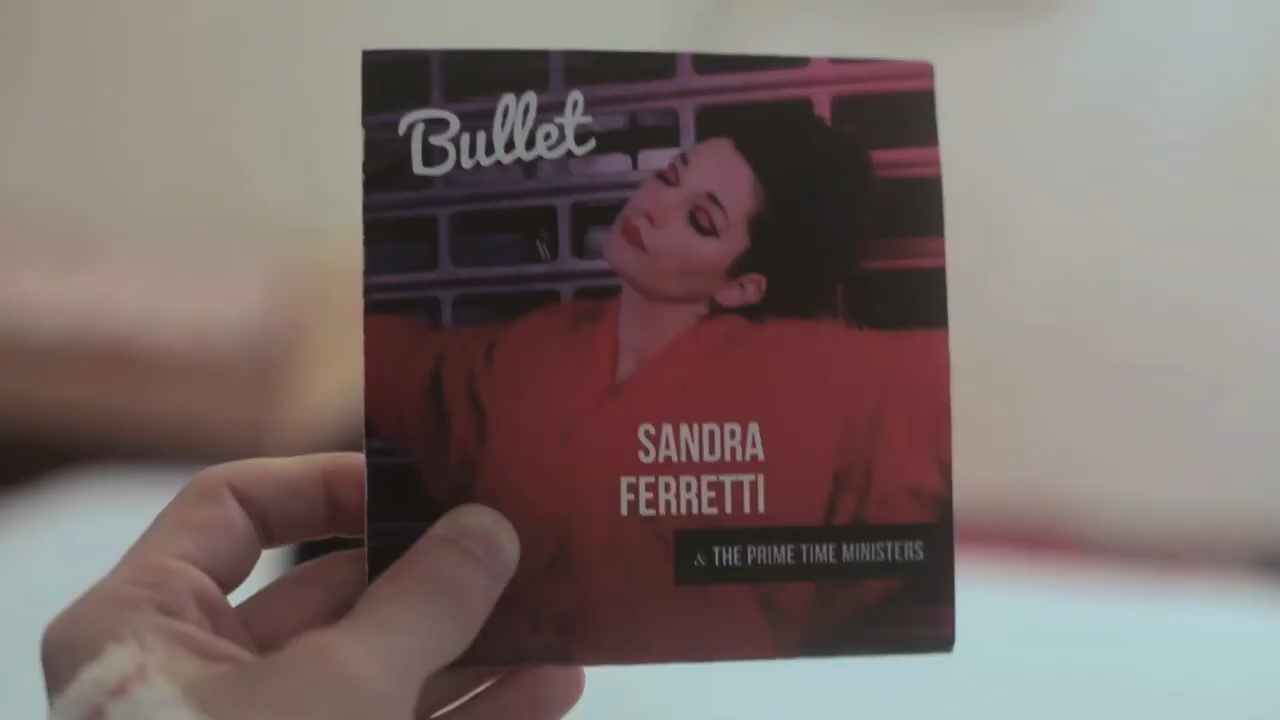 Bullet
SANDRA
FERRETTI
& THE PRIME TIME MINISTERS